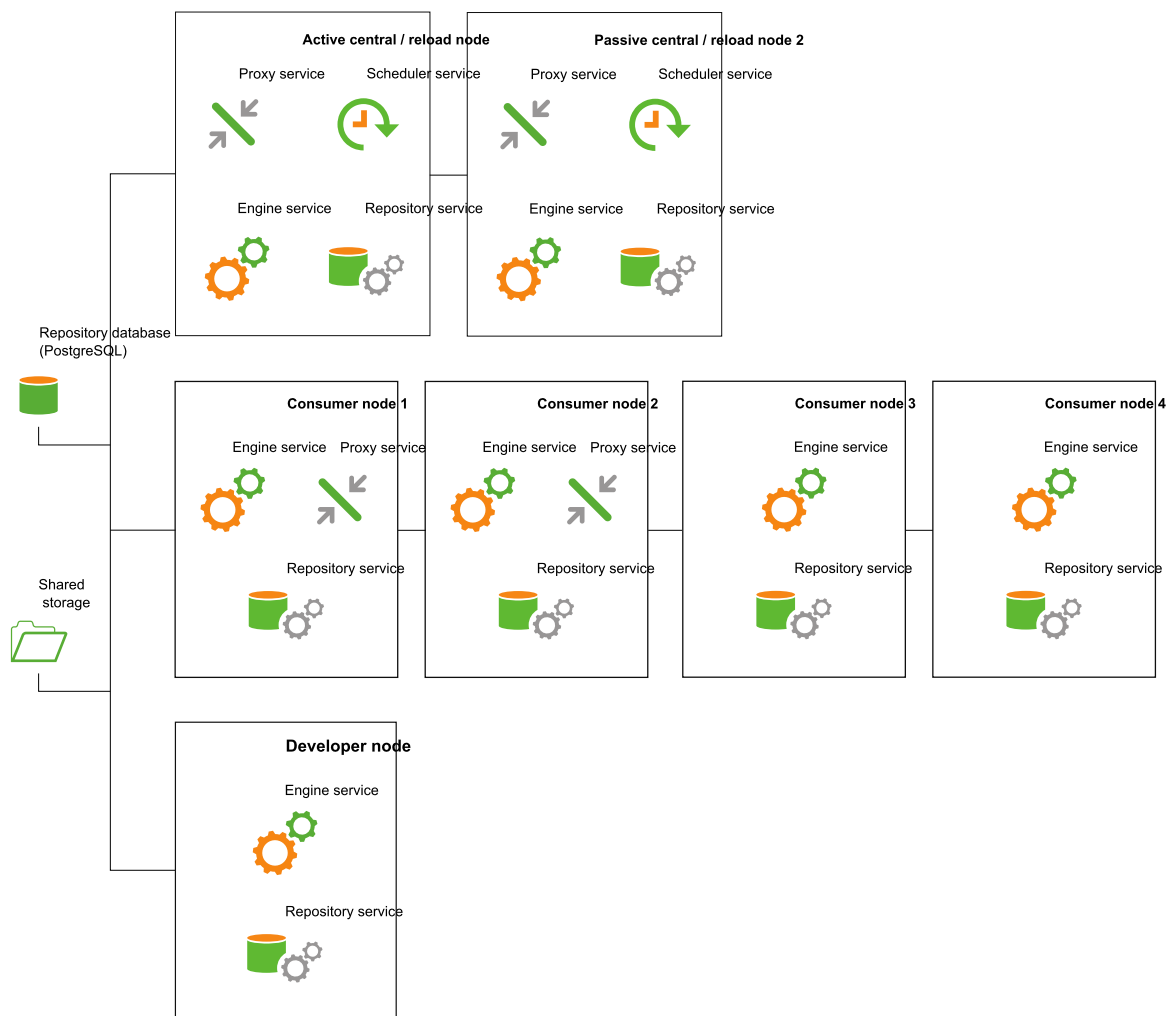 Active central / reload node
Passive central / reload node 2
Proxy service
Scheduler service
Proxy service
Scheduler service
Engine service
Repository service
Engine service
Repository service
Repository database
(PostgreSQL)
Consumer node 1
Consumer node 2
Consumer node 3
Consumer node 4
Engine service
Proxy service
Engine service
Proxy service
Engine service
Engine service
Repository service
Repository service
Repository service
Repository service
Shared
storage
Developer node
Engine service
Repository service